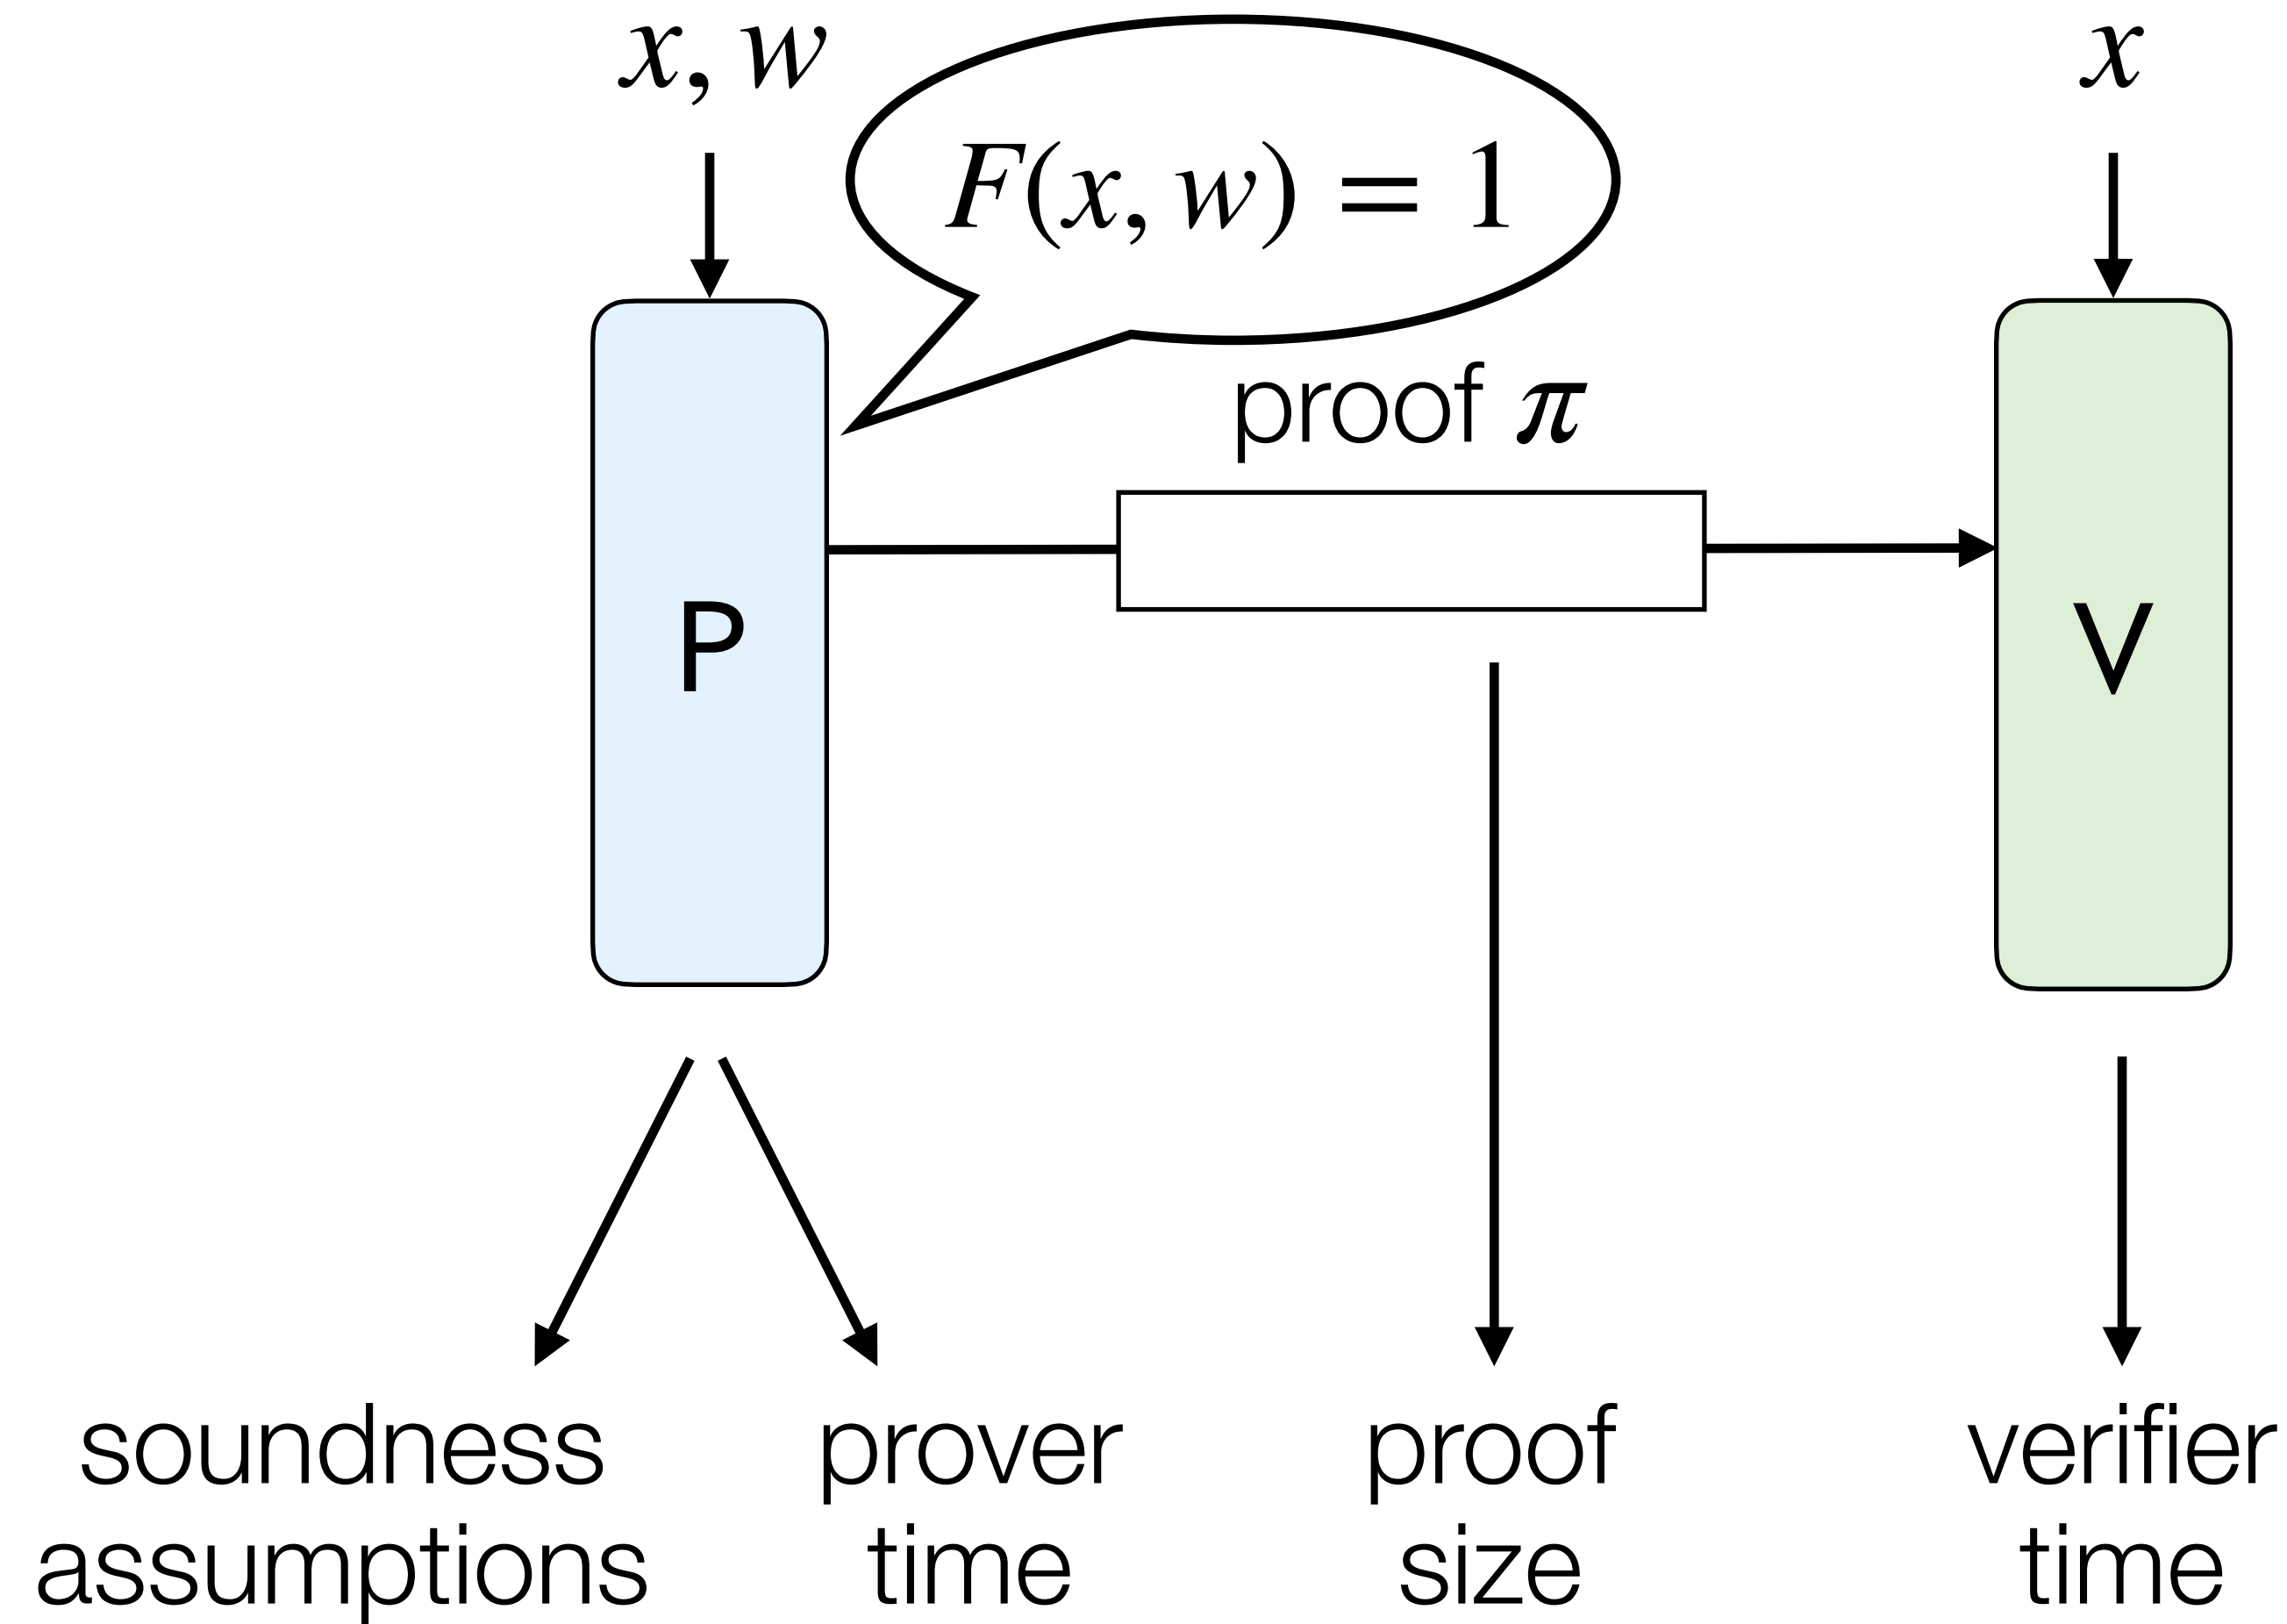 x, w
x
F(x, w) = 1
proof π
P
V
soundness
assumptions
prover
time
proof
size
verifier
time